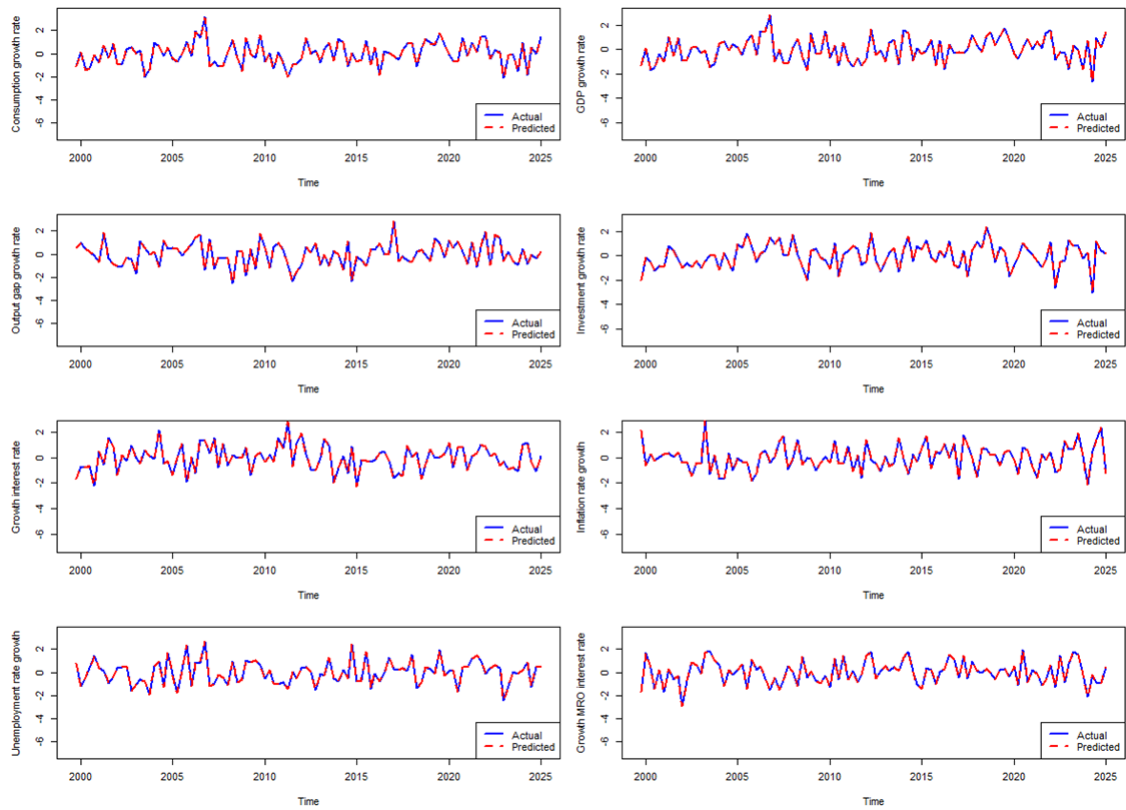 Consumption growth rate
2
0
-2
-4
-6
Actual
Predicted
2000 2005 2010 2015 2020 2025
Time
GDP growth rate
2
0
-2
-4
-6
Actual
Predicted
2000 2005 2010 2015 2020 2025
Time
Output gap growth rate
2
0
-2
-4
-6
Actual
Predicted
2000 2005 2010 2015 2020 2025
Time
Investment growth rate
2
0
-2
-4
-6
Actual
Predicted
2000 2005 2010 2015 2020 2025
Time
Growth interest rate
2
0
-2
-4
-6
Actual
Predicted
2000 2005 2010 2015 2020 2025
Time
Inflation rate growth
2
0
-2
-4
-6
Actual
Predicted
2000 2005 2010 2015 2020 2025
Time
Unemployment rate growth
2
0
-2
-4
-6
Actual
Predicted
2000 2005 2010 2015 2020 2025
Time
Growth MRO interest rate
2
0
-2
-4
-6
Actual
Predicted
2000 2005 2010 2015 2020 2025
Time